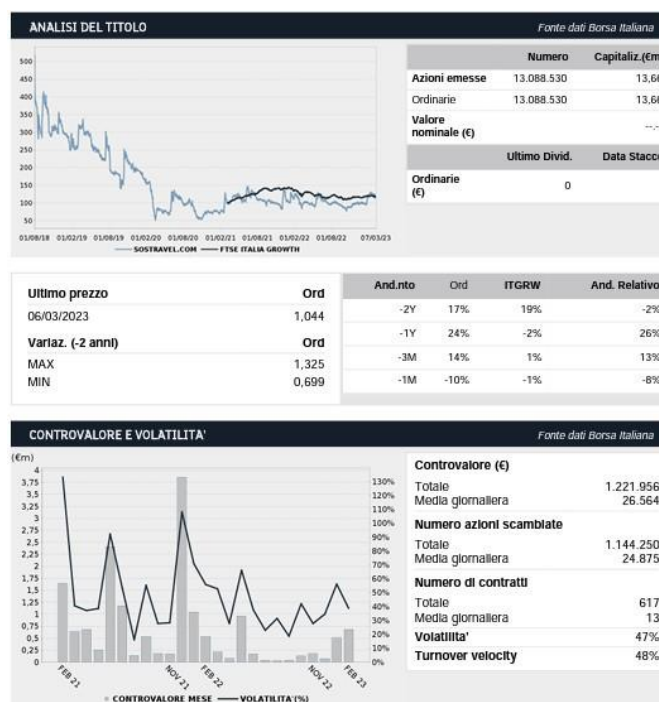 ANALISI DEL TITOLO
Fonte dati Borsa Italiana
500
450
400
350
300
250
200
150
100
50
01/08/18 01/02/19 01/08/19 01/02/20 01/08/20 01/02/21 01/08/21 01/02/22 01/08/22 07/03/23
SOSTRAVEL.COM FTSE ITALIA GROWTH
Numero Capitaliz.(€m
Azioni emesse 13.088.530 13,66
Ordinarie 13.088.530 13,66
Valore
nominale (€) --,-
Ultimo Divid. Data Stacco
Ordinarie
(€) 0
Ultimo prezzo Ord
06/03/2023 1,044
Variaz. (-2 anni) Ord
MAX 1,325
MIN 0,699
And.nto Ord ITGRW And. Relativo
-2Y 17% 19% -2%
-1Y 24% -2% 26%
-3M 14% 1% 13%
-1M -10% -1% -8%
CONTROVALORE E VOLATILITA'
Fonte dati Borsa Italiana
(€m)
4
3,75
3,5
3,25
3
2,75
2,5
2,25
2
1,75
1,5
1,25
1
0,75
0,5
0,25
0
130%
120%
110%
100%
90%
80%
70%
60%
50%
40%
30%
20%
10%
0%
FEB 21 NOV 21 FEB 22 NOV 22 FEB 23
CONTROVALORE MESE VOLATILITA'(%)
Controvalore (€)
Totale 1.221.956
Media giornaliera 26.564
Numero azioni scambiate
Totale 1.144.250
Media giornaliera 24.875
Numero di contratti
Totale 617
Media giornaliera 13
Volatilita' 47%
Turnover velocity 48%